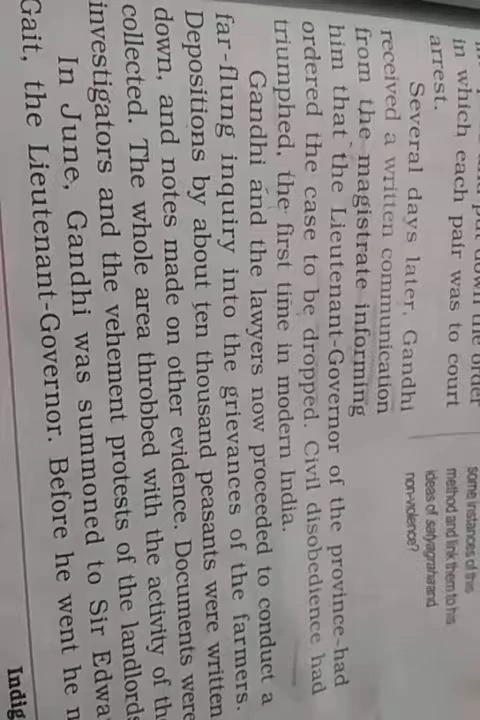 down the order
in which each pair was to court
arrest.
Several days later, Gandhi
received a written communication
from the magistrate informing
him that the Lieutenant-Governor of the province had
ordered the case to be dropped. Civil disobedience had
triumphed, the first time in modern India.
Gandhi and the lawyers now proceeded to conduct a
far-flung inquiry into the grievances of the farmers.
Depositions by about ten thousand peasants were written
down, and notes made on other evidence. Documents were
collected. The whole area throbbed with the activity of the
investigators and the vehement protests of the landlords
In June, Gandhi was summoned to Sir Edwa
Gait, the Lieutenant-Governor. Before he went he
some instances of this
method and link them to his
ideas of satyagraha and
non-violence?
Indig